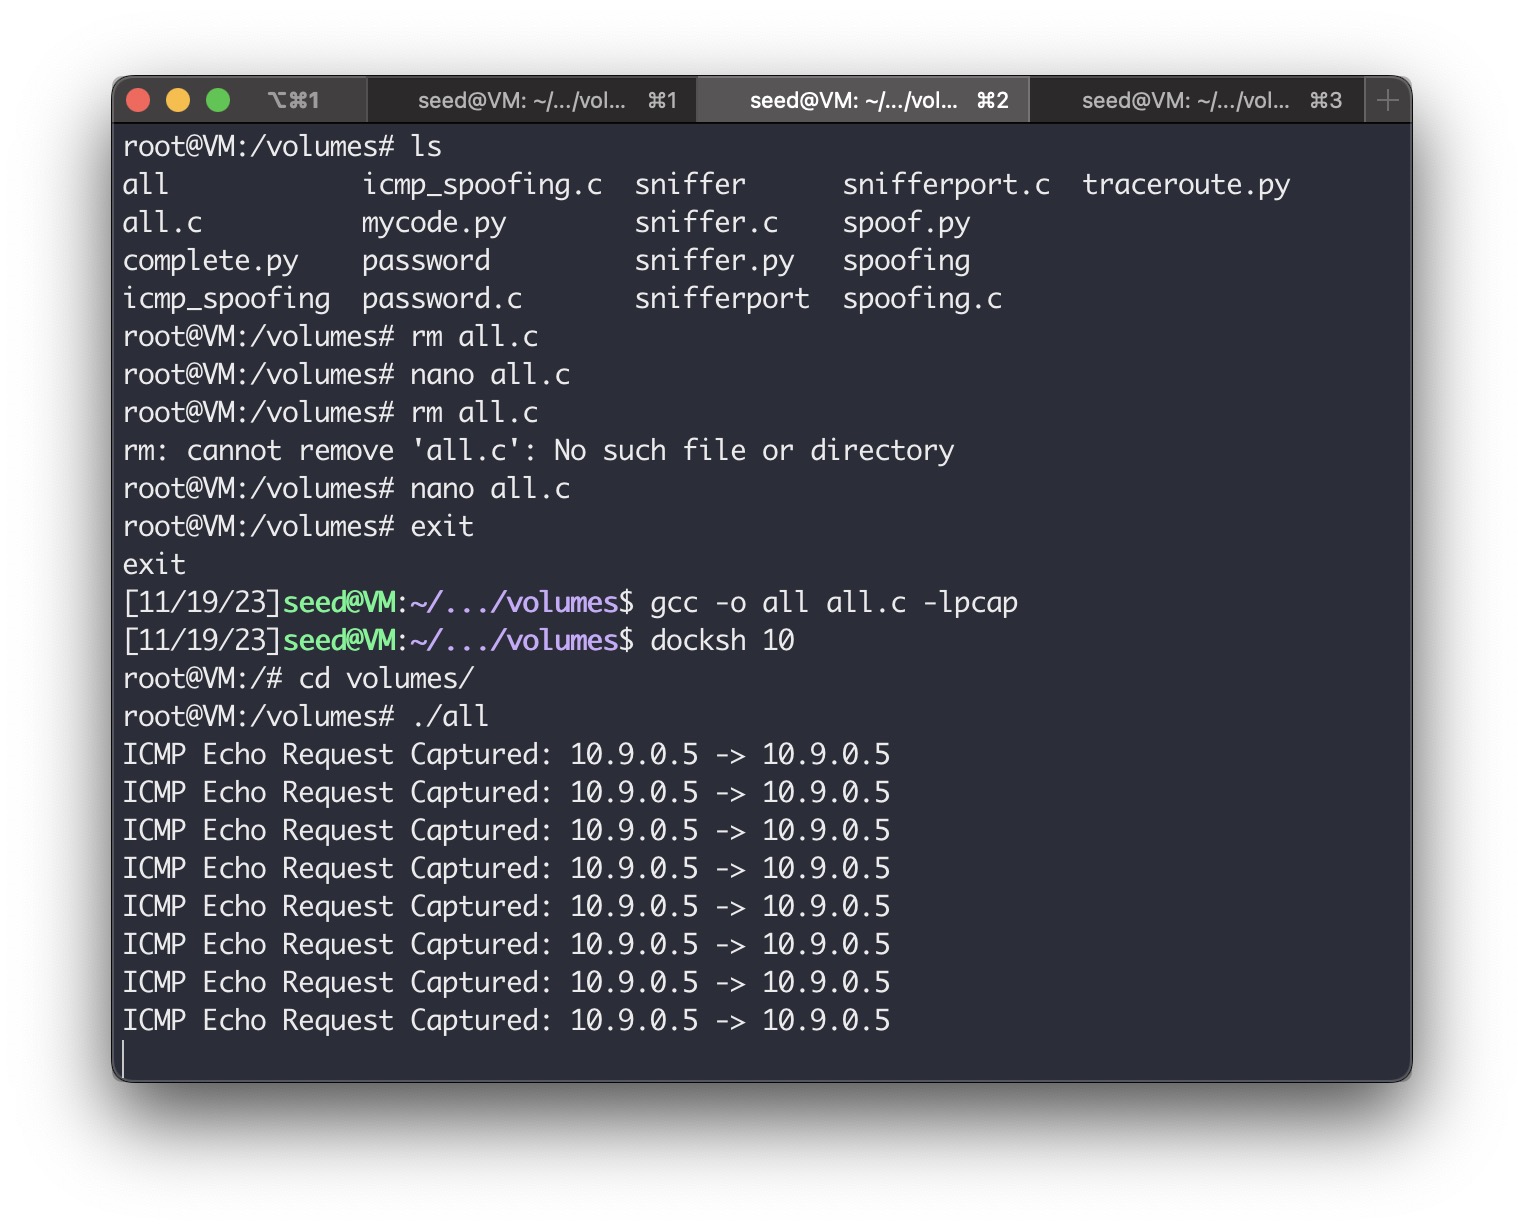 ⌥⌘1 seed@VM: ~/.../vol... ⌘1 seed@VM: ~/.../vol... ⌘2 seed@VM: ~/.../vol... ⌘3 +
root@VM:/volumes# ls
all icmp_spoofing.c sniffer snifferport.c traceroute.py
all.c mycode.py sniffer.c spoof.py
complete.py password sniffer.py spoofing
icmp_spoofing password.c snifferport spoofing.c
root@VM:/volumes# rm all.c
root@VM:/volumes# nano all.c
root@VM:/volumes# rm all.c
rm: cannot remove 'all.c': No such file or directory
root@VM:/volumes# nano all.c
root@VM:/volumes# exit
exit
[11/19/23]seed@VM:~/.../volumes$ gcc -o all all.c -lpcap
[11/19/23]seed@VM:~/.../volumes$ docksh 10
root@VM:/# cd volumes/
root@VM:/volumes# ./all
ICMP Echo Request Captured: 10.9.0.5 -> 10.9.0.5
ICMP Echo Request Captured: 10.9.0.5 -> 10.9.0.5
ICMP Echo Request Captured: 10.9.0.5 -> 10.9.0.5
ICMP Echo Request Captured: 10.9.0.5 -> 10.9.0.5
ICMP Echo Request Captured: 10.9.0.5 -> 10.9.0.5
ICMP Echo Request Captured: 10.9.0.5 -> 10.9.0.5
ICMP Echo Request Captured: 10.9.0.5 -> 10.9.0.5
ICMP Echo Request Captured: 10.9.0.5 -> 10.9.0.5